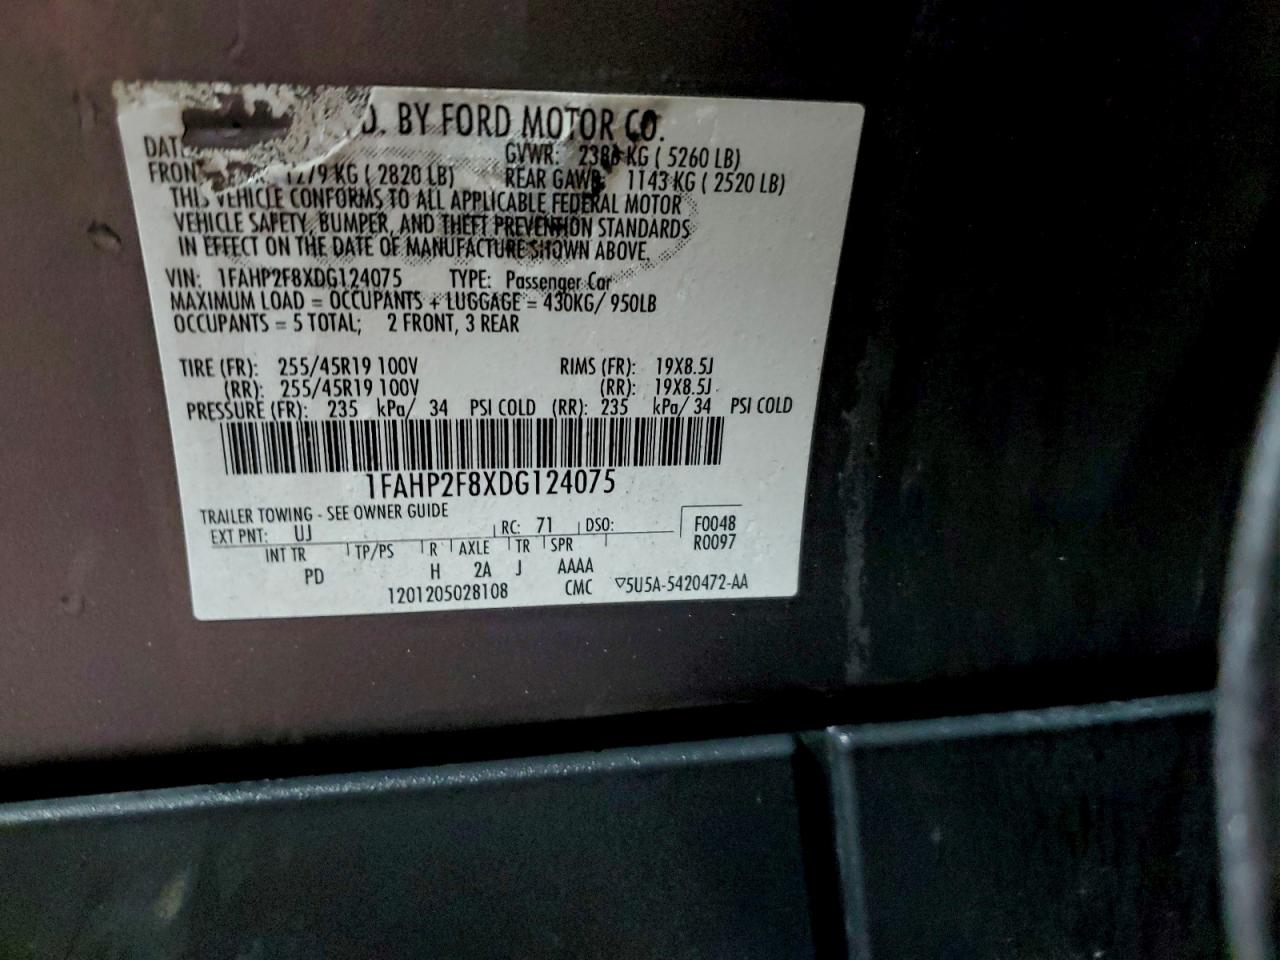 D. BY FORD MOTOR CO.
DATE
GVWR: 2386 KG ( 5260 LB)
FRONT 1279 KG ( 2820 LB) REAR GAWR: 1143 KG ( 2520 LB)
THIS VEHICLE CONFORMS TO ALL APPLICABLE FEDERAL MOTOR
VEHICLE SAFETY, BUMPER, AND THEFT PREVENTION STANDARDS
IN EFFECT ON THE DATE OF MANUFACTURE SHOWN ABOVE.
VIN: 1FAHP2F8XDG124075 TYPE: Passenger Car
MAXIMUM LOAD = OCCUPANTS + LUGGAGE = 430KG/ 950LB
OCCUPANTS = 5 TOTAL; 2 FRONT, 3 REAR
TIRE (FR): 255/45R19 100V RIMS (FR): 19X8.5J
(RR): 255/45R19 100V (RR): 19X8.5J
PRESSURE (FR): 235 kPa/ 34 PSI COLD (RR): 235 kPa/ 34 PSI COLD
1FAHP2F8XDG124075
TRAILER TOWING - SEE OWNER GUIDE
EXT PNT: UJ RC: 71 DSO: F0048
R0097
INT TR TP/PS R AXLE TR SPR
PD H 2A J AAAA
1201205028108 CMC ▽5U5A-5420472-AA